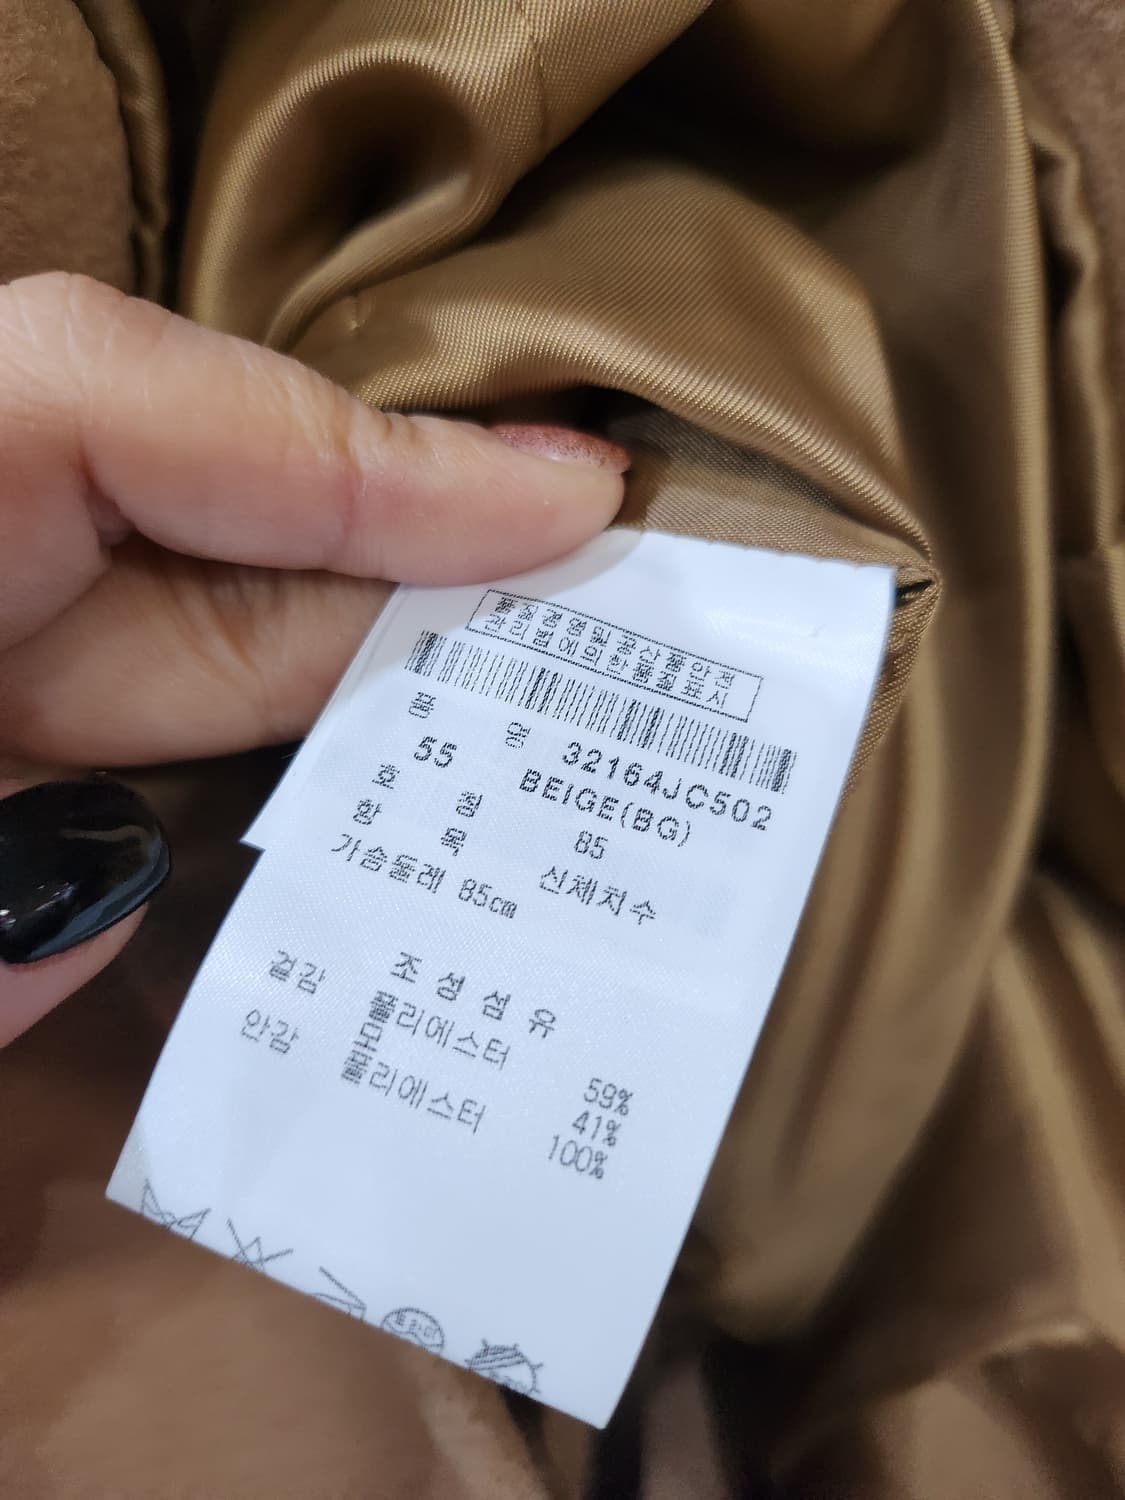 품질경영및 공산품안전
관리법에의한품질표시
품 명 32164JC502
55 BEIGE(BG)
호 칭 85
항 목 신체치수
가슴둘레 85cm
조성섬유
겉감 폴리에스터 59%
모 41%
안감 폴리에스터 100%
드라이